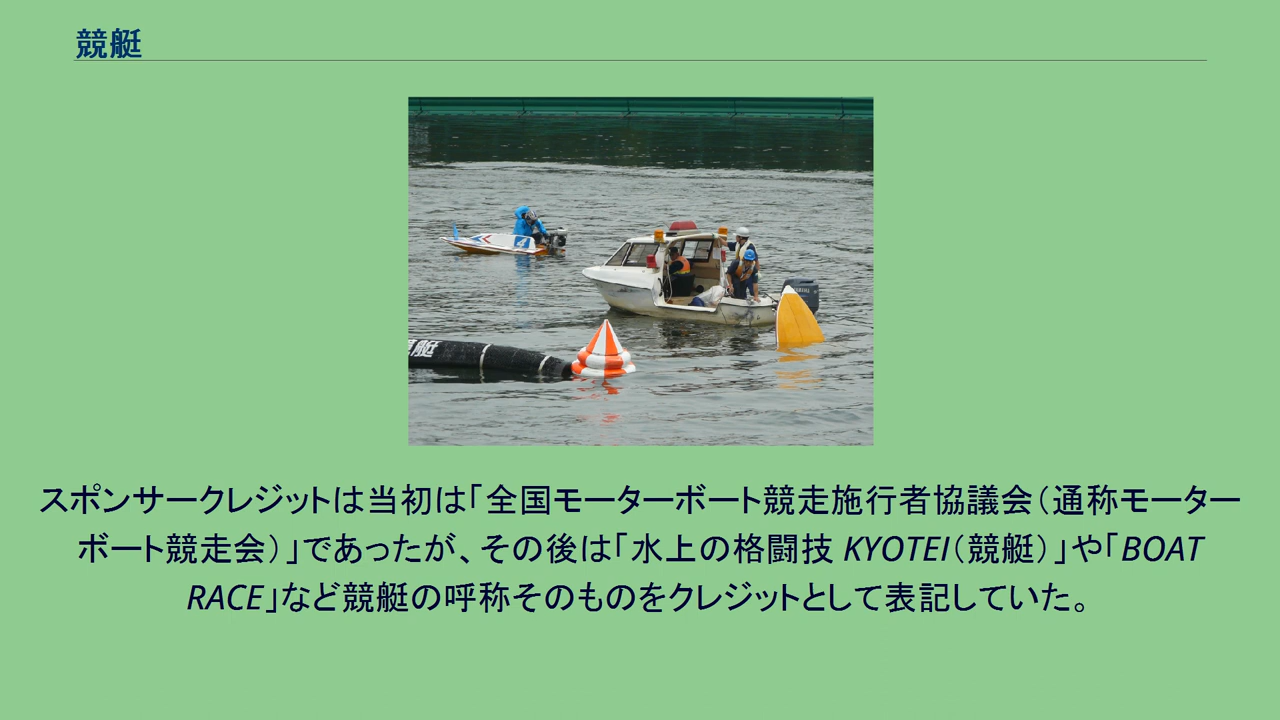 競艇
4
艇
スポンサークレジットは当初は｢全国モーターボート競走施行者協議会（通称モーター
ボート競走会）｣であったが、その後は｢水上の格闘技 KYOTEI（競艇）｣や｢BOAT
RACE｣など競艇の呼称そのものをクレジットとして表記していた。